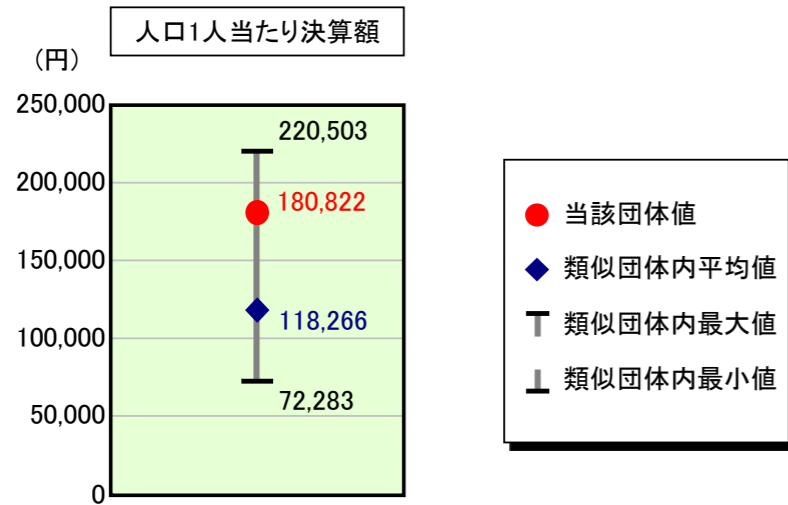 人口1人当たり決算額
（円）
250,000
200,000
150,000
100,000
50,000
0
220,503
180,822
118,266
72,283
当該団体値
類似団体内平均値
類似団体内最大値
類似団体内最小値